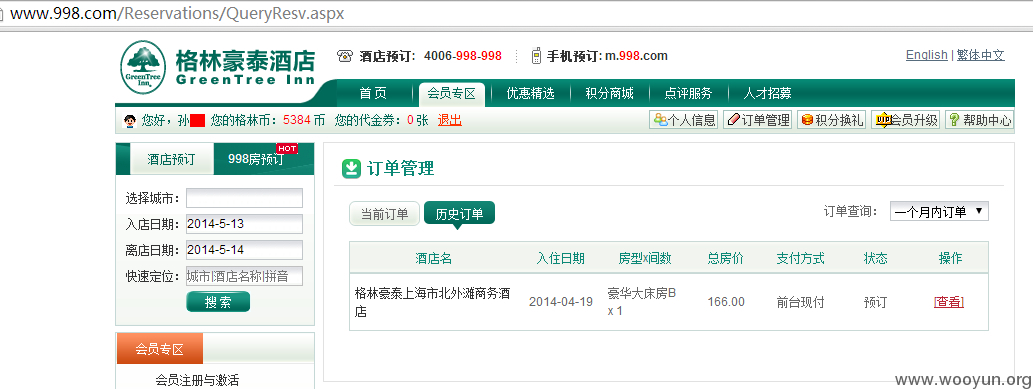 www.998.com/Reservations/QueryResv.aspx
格林豪泰酒店
GreenTree Inn
GreenTree Inn
酒店预订: 4006-998-998 手机预订: m.998.com
English | 繁体中文
首页 会员专区 优惠精选 积分商城 点评服务 人才招募
您好，孙 您的格林币：5384 币 您的代金券：0 张 退出
个人信息 订单管理 积分换礼 UP 会员升级 帮助中心
酒店预订 998房预订 HOT
选择城市：
入店日期： 2014-5-13
离店日期： 2014-5-14
快速定位： 城市|酒店名称|拼音
搜 索
会员专区
会员注册与激活
订单管理
当前订单 历史订单
订单查询： 一个月内订单
酒店名 入住日期 房型x间数 总房价 支付方式 状态 操作
格林豪泰上海市北外滩商务酒
店
2014-04-19
豪华大床房B
x 1
166.00 前台现付 预订 [查看]
www.wooyun.org